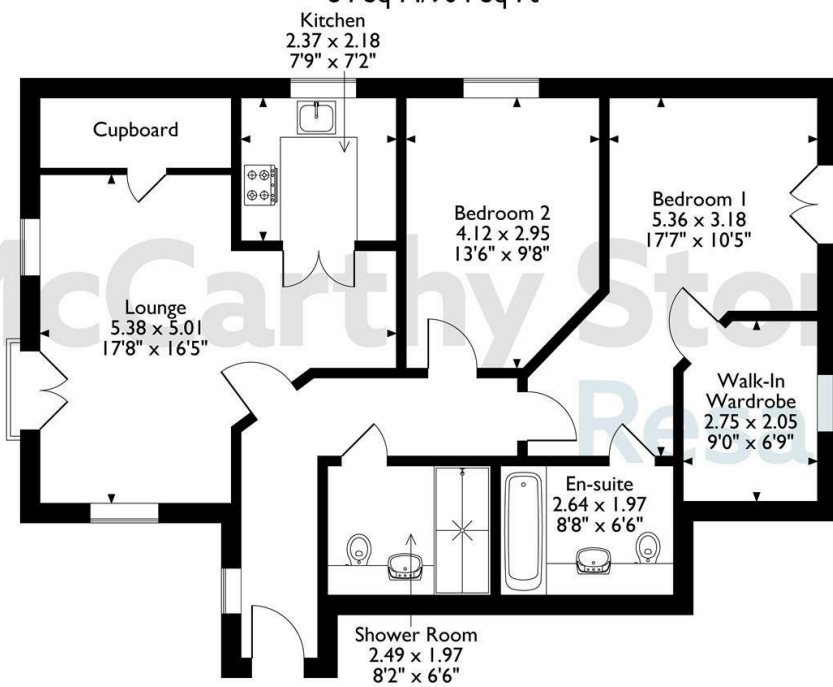 Kitchen
2.37 x 2.18
7'9" x 7'2"
Cupboard
Bedroom 2
4.12 x 2.95
13'6" x 9'8"
Bedroom 1
5.36 x 3.18
17'7" x 10'5"
McCarthy Ston
Lounge
5.38 x 5.01
17'8" x 16'5"
Walk-In
Wardrobe
2.75 x 2.05
9'0" x 6'9"
Resa
En-suite
2.64 x 1.97
8'8" x 6'6"
Shower Room
2.49 x 1.97
8'2" x 6'6"